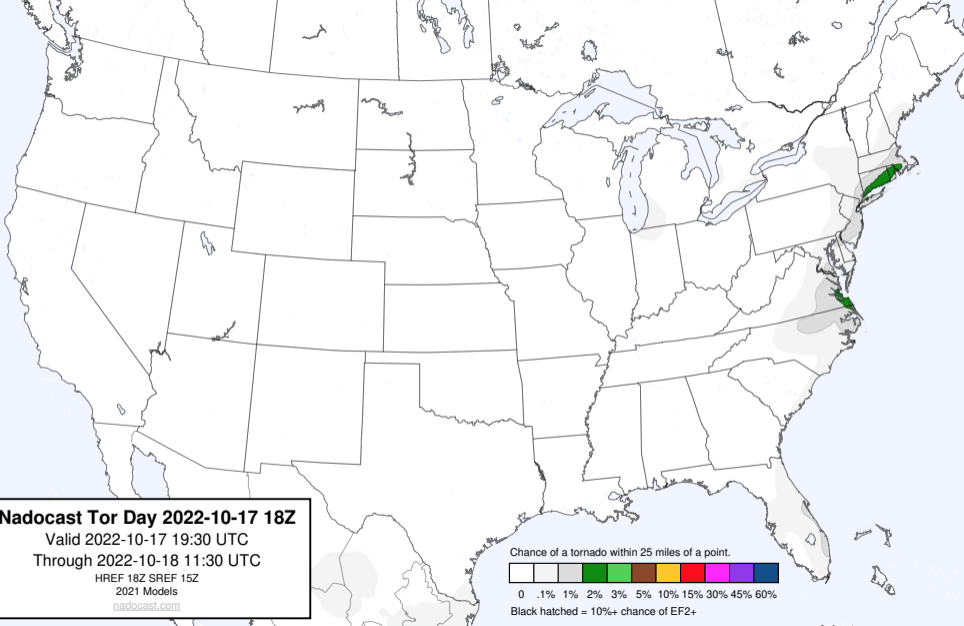 Nadocast Tor Day 2022-10-17 18Z
Valid 2022-10-17 19:30 UTC
Through 2022-10-18 11:30 UTC
HREF 18Z SREF 15Z
2021 Models
nadocast.com
Chance of a tornado within 25 miles of a point.
0 .1% 1% 2% 3% 5% 10% 15% 30% 45% 60%
Black hatched = 10%+ chance of EF2+